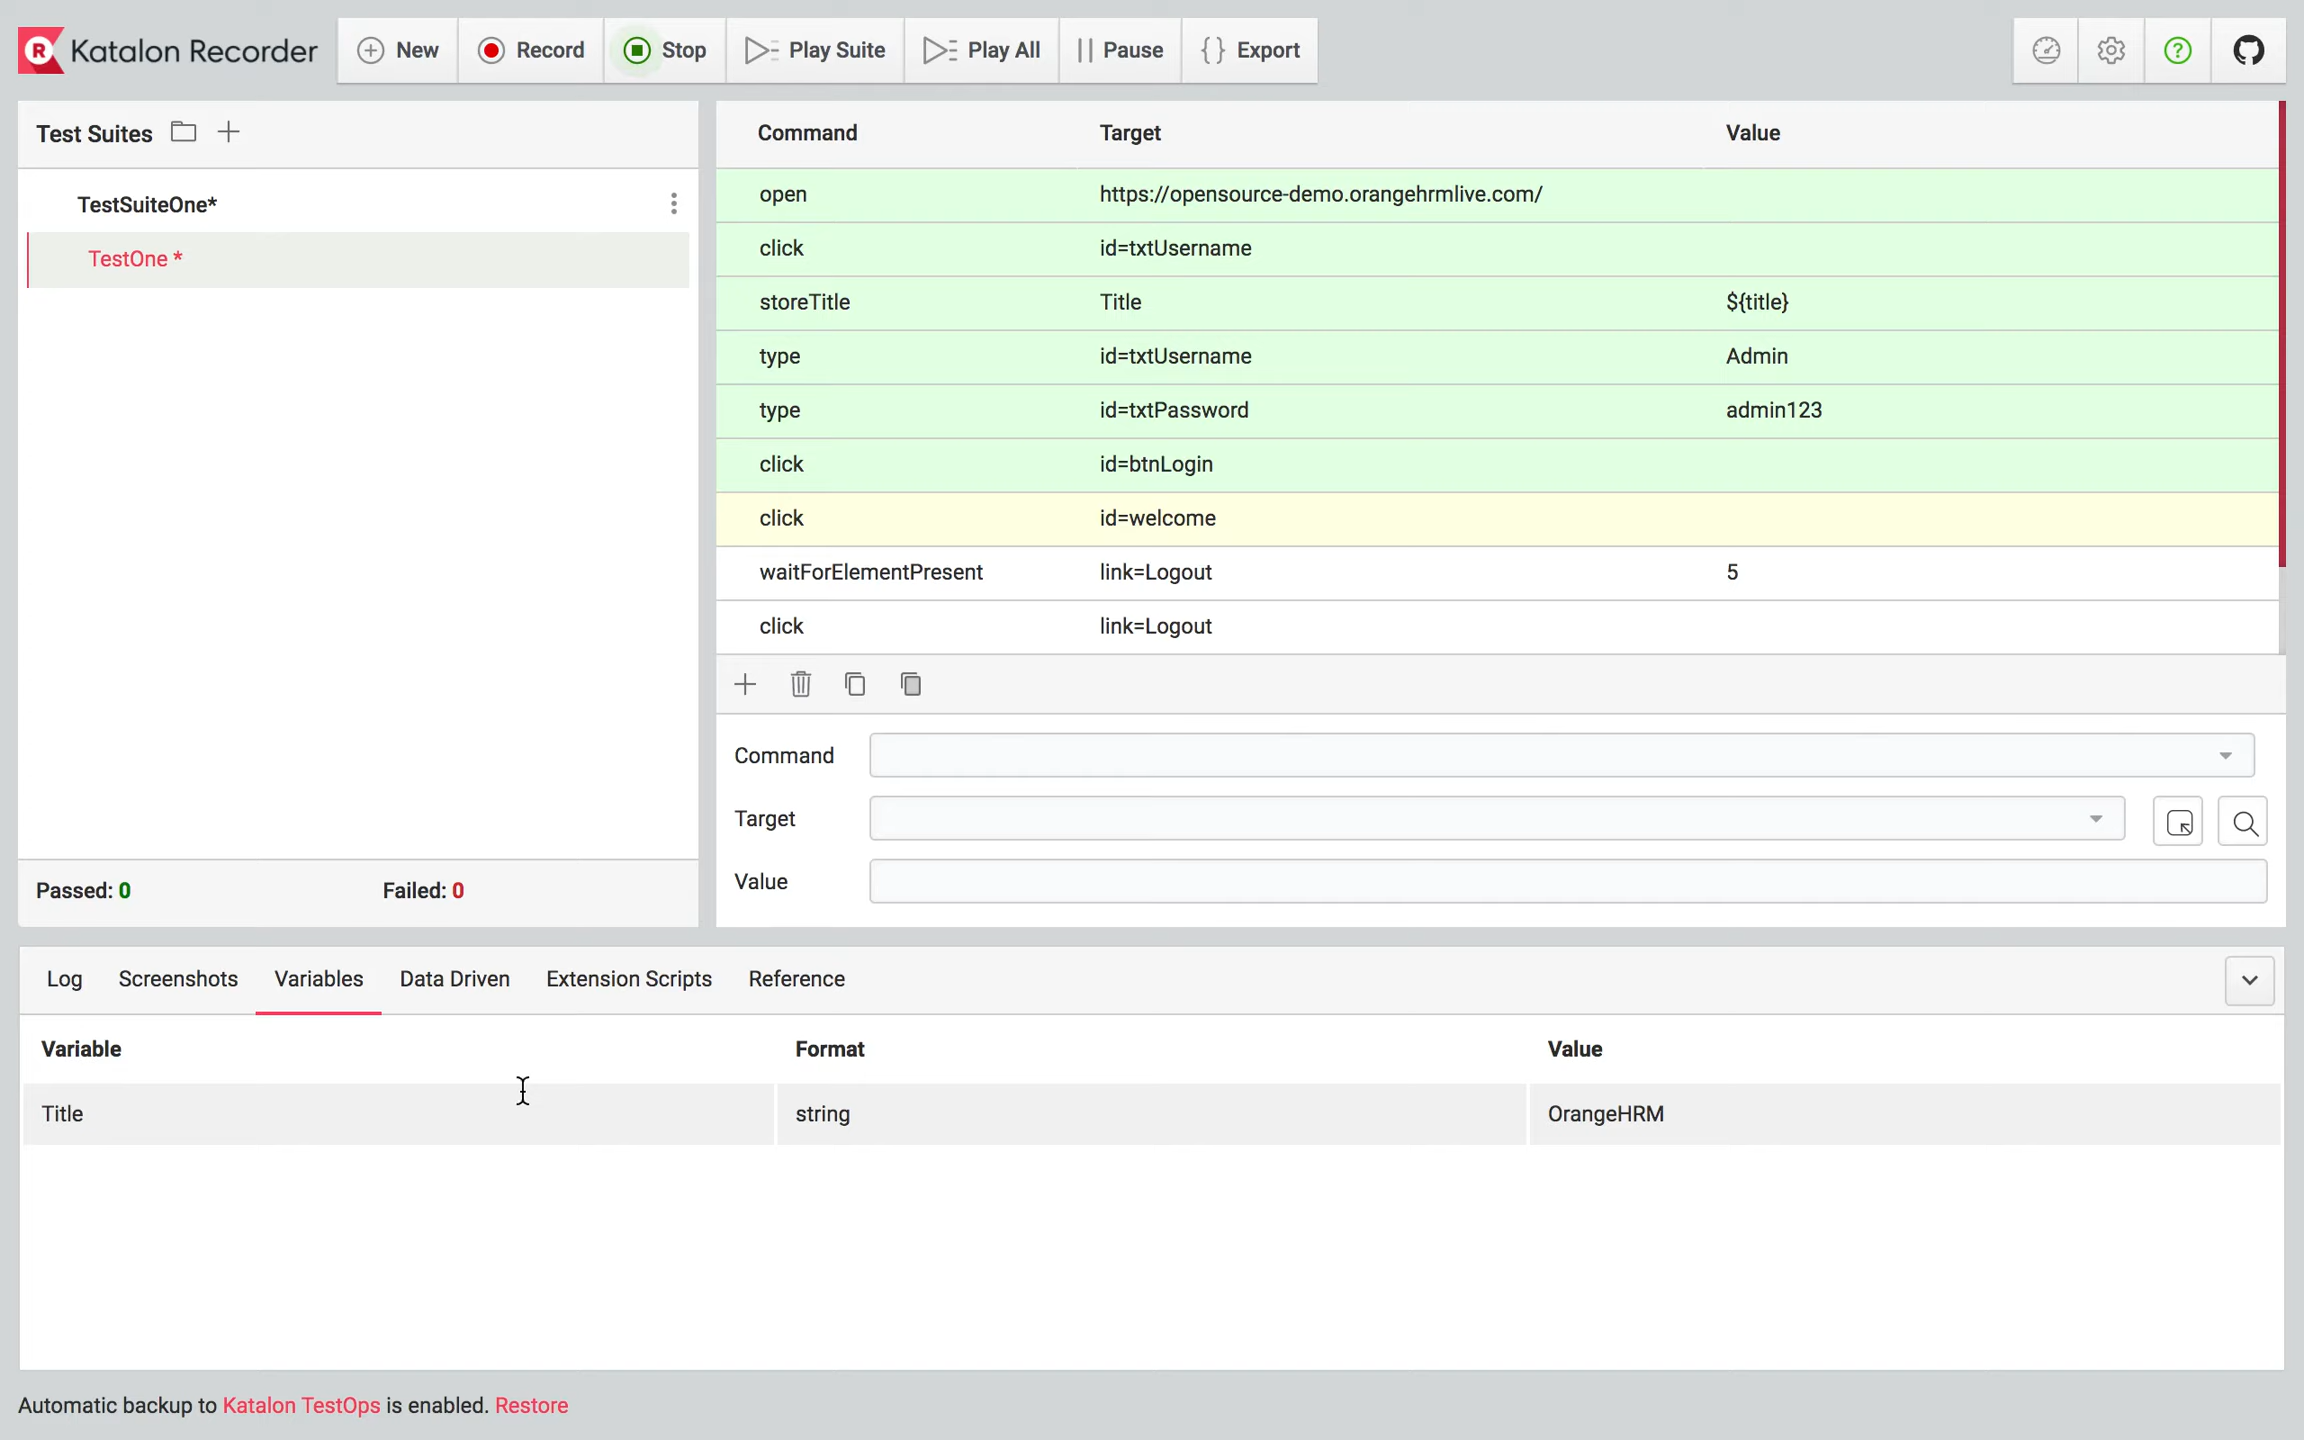 R Katalon Recorder
New
Record
Stop
Play Suite
Play All
Pause
Export
Test Suites
TestSuiteOne*
TestOne *
Passed: 0 Failed: 0
Command Target Value
open https://opensource-demo.orangehrmlive.com/
click id=txtUsername
storeTitle Title ${title}
type id=txtUsername Admin
type id=txtPassword admin123
click id=btnLogin
click id=welcome
waitForElementPresent link=Logout 5
click link=Logout
Command
Target
Value
Log Screenshots Variables Data Driven Extension Scripts Reference
Variable Format Value
Title string OrangeHRM
Automatic backup to Katalon TestOps is enabled. Restore